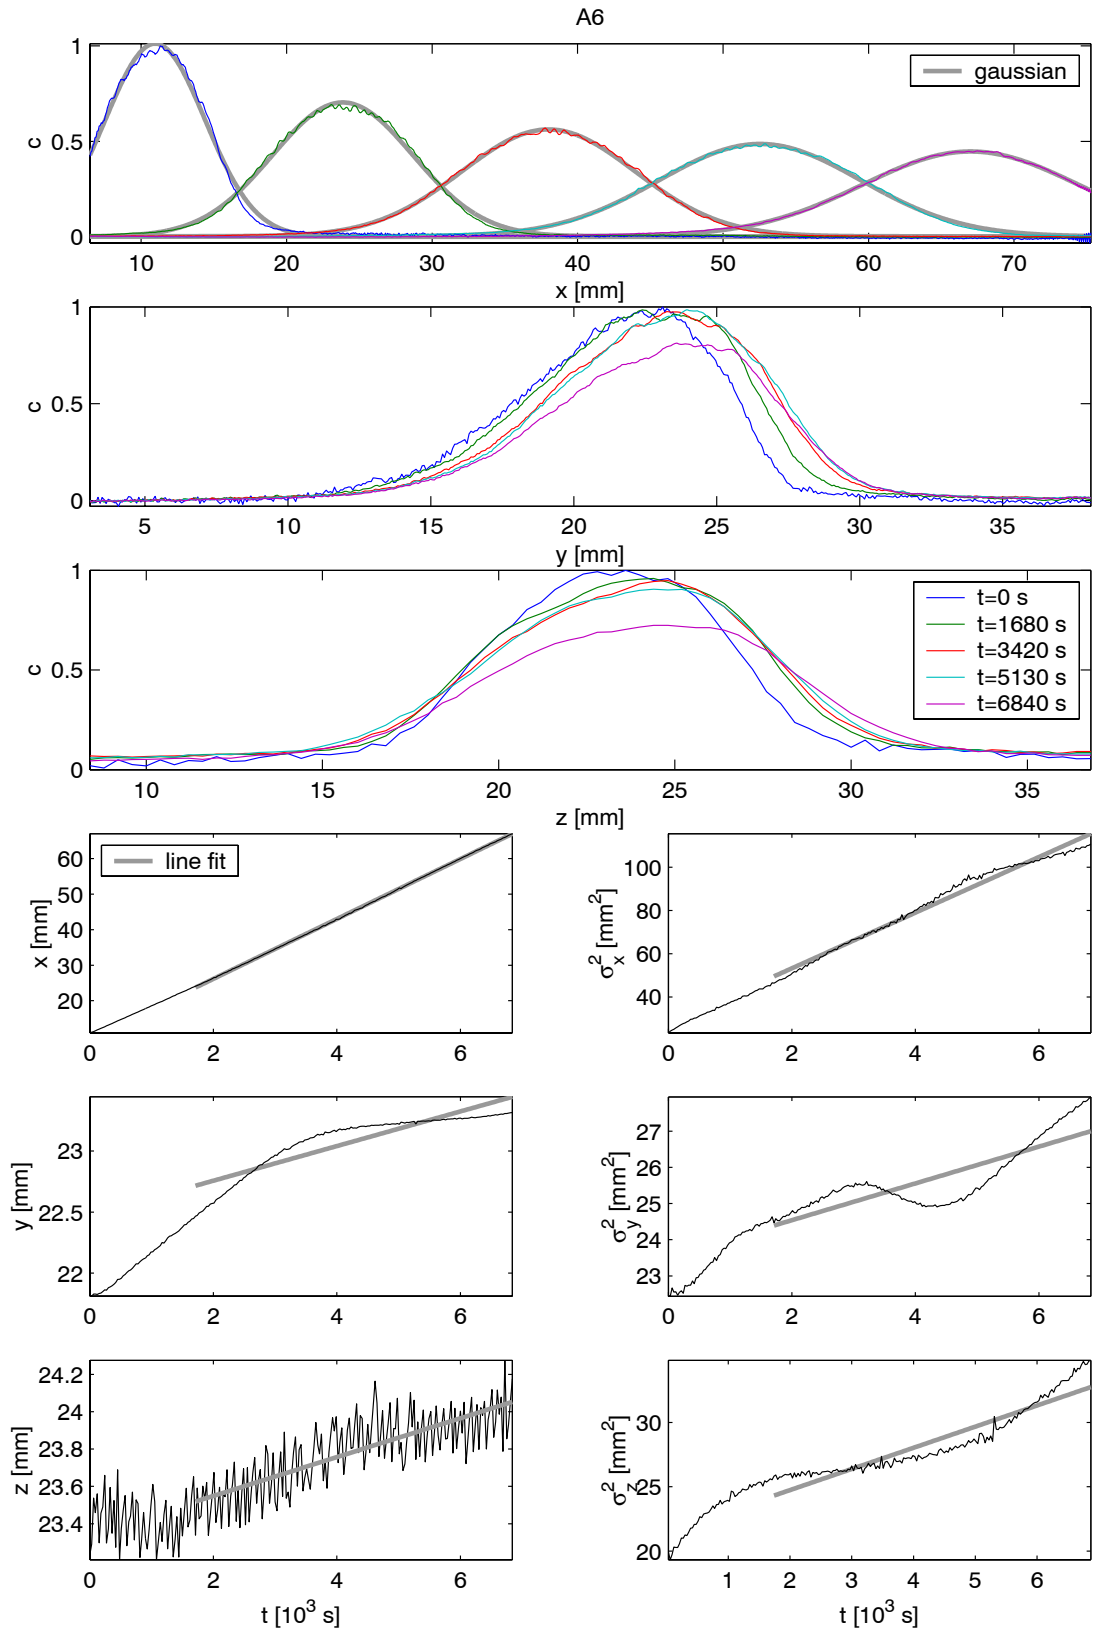 A6
1
0.5
0
c
gaussian
10 20 30 40 50 60 70
x [mm]
1
0.5
0
c
5 10 15 20 25 30 35
y [mm]
1
0.5
0
c
t=0 s
t=1680 s
t=3420 s
t=5130 s
t=6840 s
10 15 20 25 30 35
z [mm]
60
50
40
30
20
x [mm]
line fit
0 2 4 6
100
80
60
40
σx² [mm²]
0 2 4 6
23
22.5
22
y [mm]
0 2 4 6
27
26
25
24
23
σy² [mm²]
0 2 4 6
24.2
24
23.8
23.6
23.4
z [mm]
0 2 4 6
t [10³ s]
30
25
20
σz² [mm²]
1 2 3 4 5 6
t [10³ s]